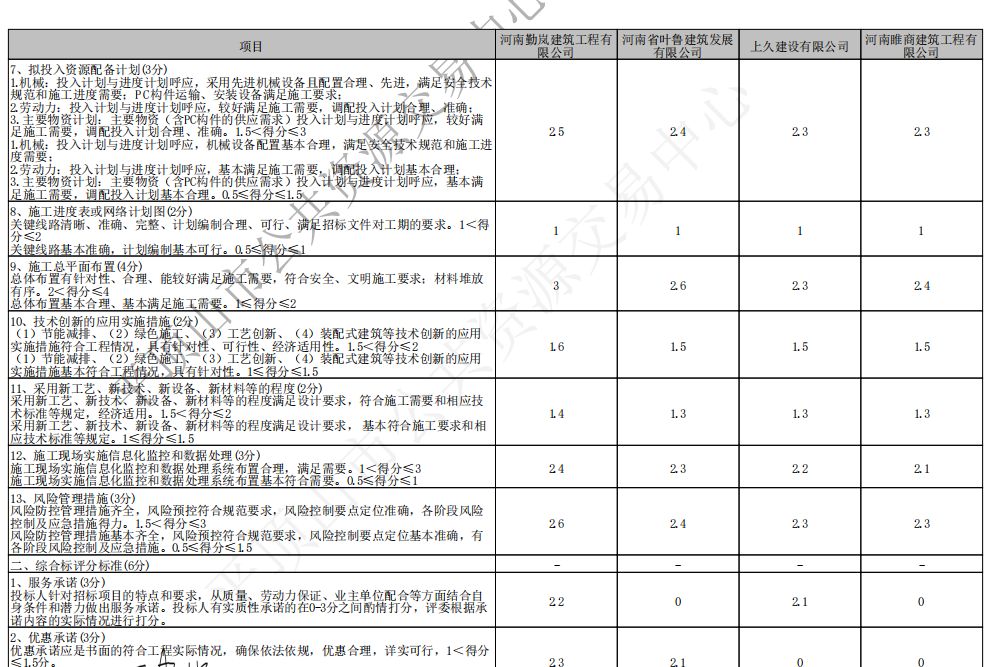 项目
河南勤岚建筑工程有
限公司
河南省叶鲁建筑发展
有限公司
上久建设有限公司
河南睢商建筑工程有
限公司
7、拟投入资源配备计划(3分)
1.机械：投入计划与进度计划呼应，采用先进机械设备且配置合理、先进，满足安全技术
规范和施工进度需要；PC构件运输、安装设备满足施工要求；
2.劳动力：投入计划与进度计划呼应，较好满足施工需要，调配投入计划合理、准确；
3.主要物资计划：主要物资（含PC构件的供应需求）投入计划与进度计划呼应，较好满
足施工需要，调配投入计划合理、准确。1.5＜得分≤3
1.机械：投入计划与进度计划呼应，机械设备配置基本合理，满足安全技术规范和施工进
度需要；
2.劳动力：投入计划与进度计划呼应，基本满足施工需要，调配投入计划基本合理；
3.主要物资计划：主要物资（含PC构件的供应需求）投入计划与进度计划呼应，基本满
足施工需要，调配投入计划基本合理。0.5≤得分≤1.5
2.5 2.4 2.3 2.3
8、施工进度表或网络计划图(2分)
关键线路清晰、准确、完整、计划编制合理、可行、满足招标文件对工期的要求。1＜得
分≤2
关键线路基本准确，计划编制基本可行。0.5≤得分≤1
1 1 1 1
9、施工总平面布置(4分)
总体布置有针对性、合理、能较好满足施工需要，符合安全、文明施工要求；材料堆放
有序。2＜得分≤4
总体布置基本合理、基本满足施工需要。1≤得分≤2
3 2.6 2.3 2.4
10、技术创新的应用实施措施(2分)
（1）节能减排、（2）绿色施工、（3）工艺创新、（4）装配式建筑等技术创新的应用
实施措施符合工程情况，具有针对性、可行性、经济适用性。1.5＜得分≤2
（1）节能减排、（2）绿色施工、（3）工艺创新、（4）装配式建筑等技术创新的应用
实施措施基本符合工程情况，具有针对性。1≤得分≤1.5
1.6 1.5 1.5 1.5
11、采用新工艺、新技术、新设备、新材料等的程度(2分)
采用新工艺、新技术、新设备、新材料等的程度满足设计要求，符合施工需要和相应技
术标准等规定，经济适用。1.5＜得分≤2
采用新工艺、新技术、新设备、新材料等的程度满足设计要求， 基本符合施工要求和相
应技术标准等规定。1≤得分≤1.5
1.4 1.3 1.3 1.3
12、施工现场实施信息化监控和数据处理(3分)
施工现场实施信息化监控和数据处理系统布置合理，满足需要。1＜得分≤3
施工现场实施信息化监控和数据处理系统布置基本符合需要。0.5≤得分≤1
2.4 2.3 2.2 2.1
13、风险管理措施(3分)
风险防控管理措施齐全，风险预控符合规范要求，风险控制要点定位准确，各阶段风险
控制及应急措施得力。1.5＜得分≤3
风险防控管理措施基本齐全，风险预控符合规范要求，风险控制要点定位基本准确，有
各阶段风险控制及应急措施。0.5≤得分≤1.5
2.6 2.4 2.3 2.3
二、综合标评分标准(6分)
– – – –
1、服务承诺(3分)
投标人针对招标项目的特点和要求，从质量、劳动力保证、业主单位配合等方面结合自
身条件和潜力做出服务承诺。投标人有实质性承诺的在0-3分之间酌情打分，评委根据承
诺内容的实际情况进行打分。
2.2 0 2.1 0
2、优惠承诺(3分)
优惠承诺应是书面的符合工程实际情况，确保依法依规，优惠合理，详实可行，1＜得分
≤1.5分。
2.3 2.1 0 0
平顶山市公共资源交易中心
平顶山市公共资源交易中心